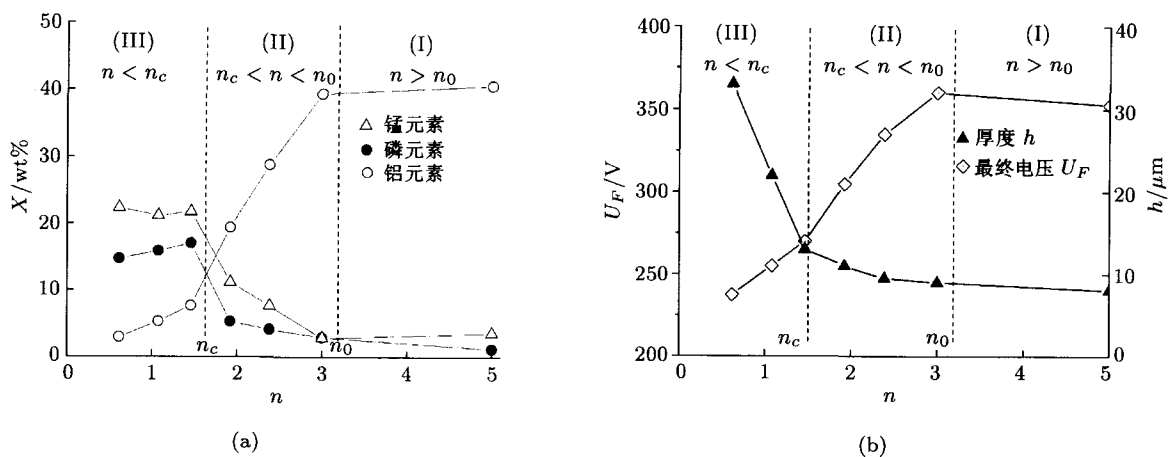 50
40
30
20
10
0
X/wt%
(III)
n < n_c
(II)
n_c < n < n_0
(I)
n > n_0
锰元素
磷元素
铝元素
n_c
n_0
0
1
2
3
4
5
n
(a)
400
350
300
250
200
U_F/V
(III)
n < n_c
(II)
n_c < n < n_0
(I)
n > n_0
厚度 h
最终电压 U_F
n_c
n_0
40
30
20
10
0
h/μm
0
1
2
3
4
5
n
(b)